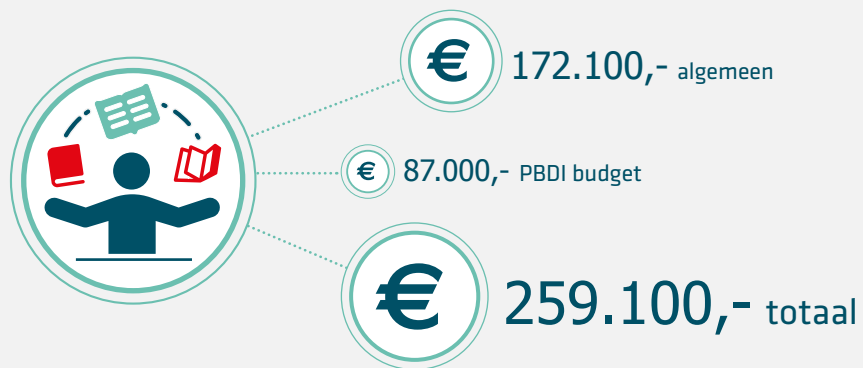 € 172.100,- algemeen
€ 87.000,- PBDI budget
€ 259.100,- totaal